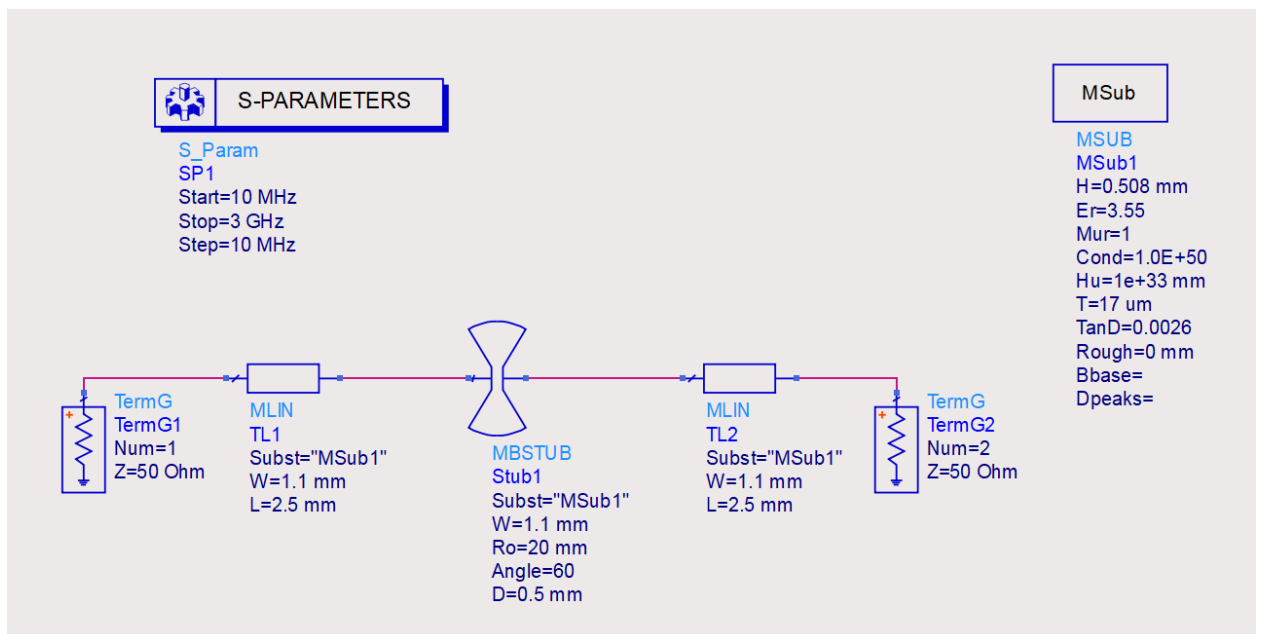 S-PARAMETERS
S_Param
SP1
Start=10 MHz
Stop=3 GHz
Step=10 MHz
MSub
MSUB
MSub1
H=0.508 mm
Er=3.55
Mur=1
Cond=1.0E+50
Hu=1e+33 mm
T=17 um
TanD=0.0026
Rough=0 mm
Bbase=
Dpeaks=
TermG
TermG1
Num=1
Z=50 Ohm
MLIN
TL1
Subst="MSub1"
W=1.1 mm
L=2.5 mm
MBSTUB
Stub1
Subst="MSub1"
W=1.1 mm
Ro=20 mm
Angle=60
D=0.5 mm
MLIN
TL2
Subst="MSub1"
W=1.1 mm
L=2.5 mm
TermG
TermG2
Num=2
Z=50 Ohm